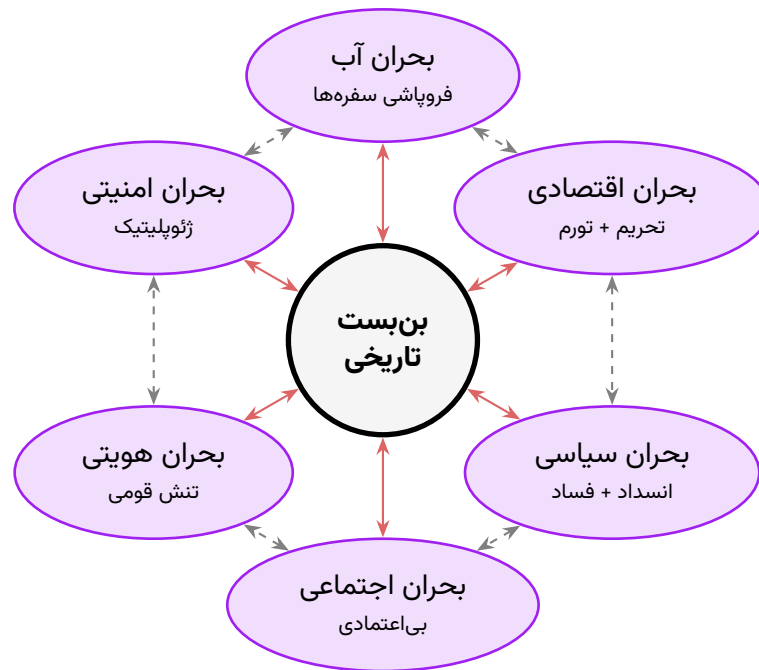 بحران آب
فروپاشی سفره‌ها
بحران اقتصادی
تحریم + تورم
بحران امنیتی
ژئوپلیتیک
بن‌بست
تاریخی
بحران سیاسی
انسداد + فساد
بحران هویتی
تنش قومی
بحران اجتماعی
بی‌اعتمادی